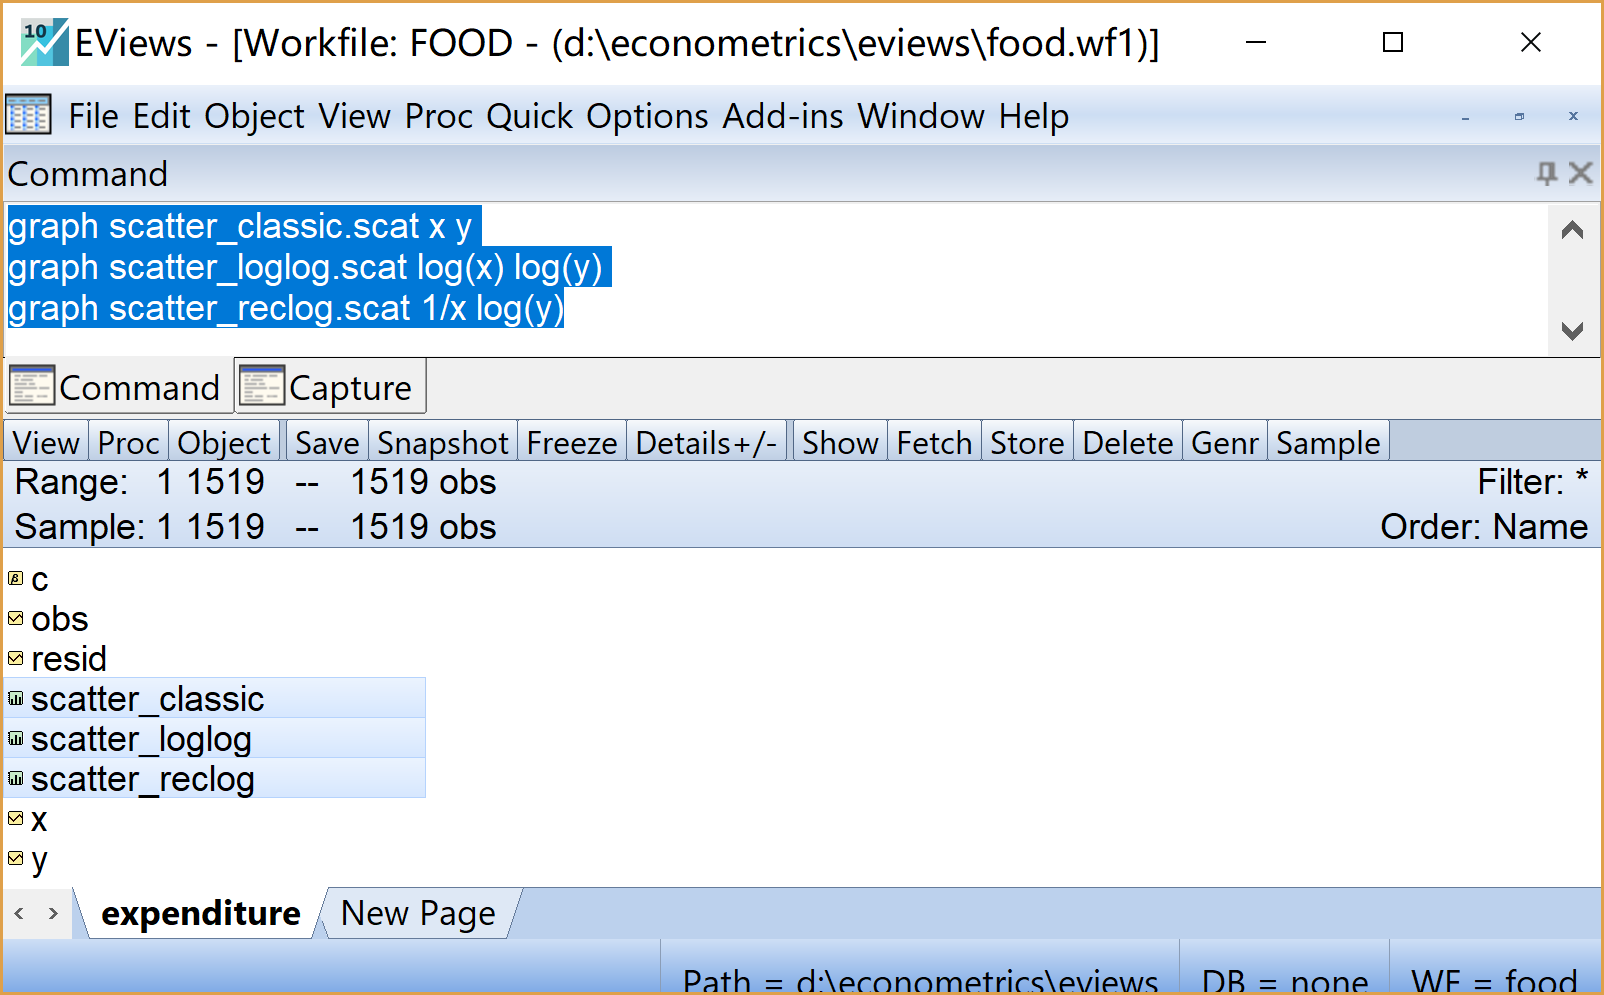 10 EViews - [Workfile: FOOD - (d:\econometrics\eviews\food.wf1)]
File Edit Object View Proc Quick Options Add-ins Window Help
Command
graph scatter_classic.scat x y
graph scatter_loglog.scat log(x) log(y)
graph scatter_reclog.scat 1/x log(y)
Command Capture
View Proc Object Save Snapshot Freeze Details+/- Show Fetch Store Delete Genr Sample
Range: 1 1519 -- 1519 obs Filter: *
Sample: 1 1519 -- 1519 obs Order: Name
β c
obs
resid
scatter_classic
scatter_loglog
scatter_reclog
x
y
expenditure New Page
Path = d:\econometrics\eviews DB = none WF = food